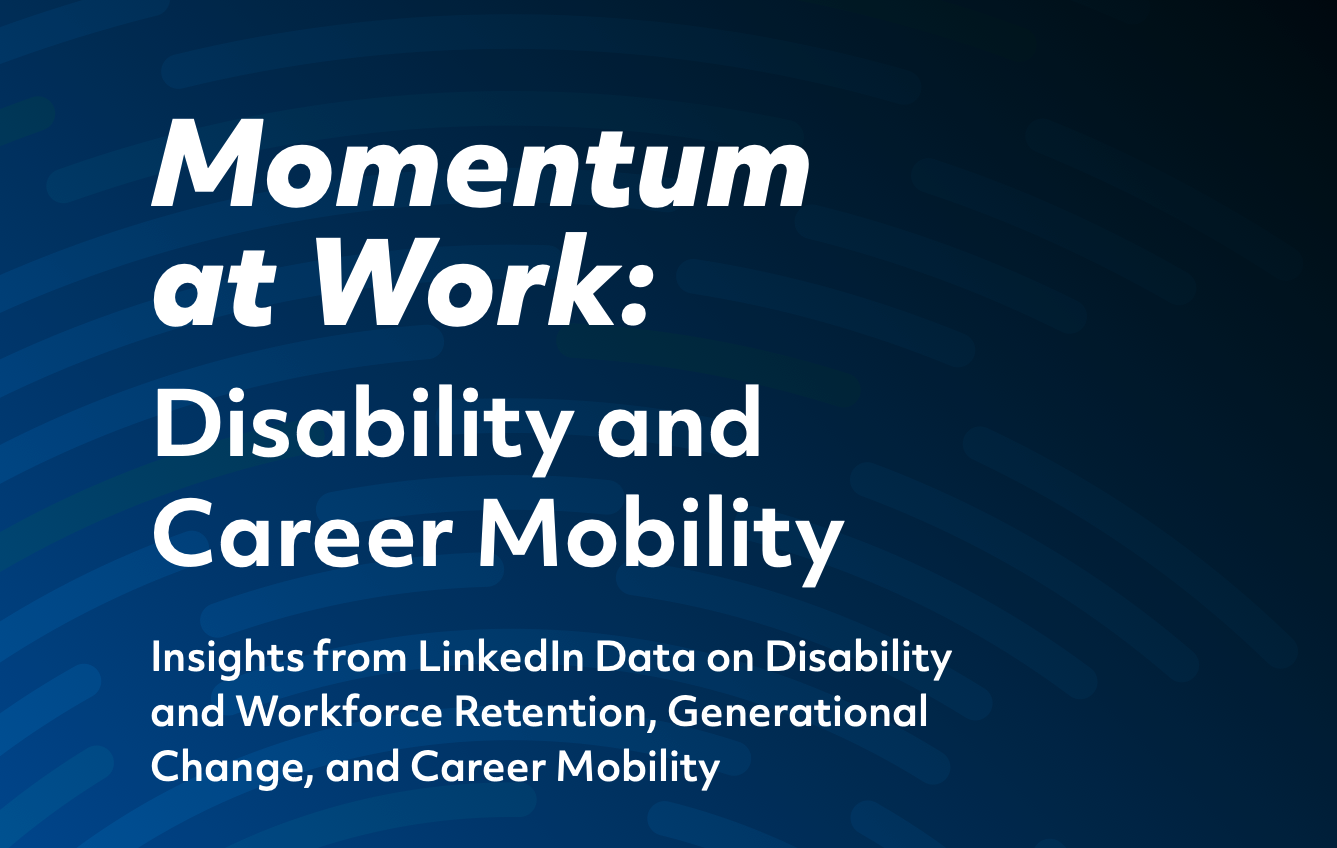 Momentum
at Work:
Disability and
Career Mobility
Insights from LinkedIn Data on Disability
and Workforce Retention, Generational
Change, and Career Mobility